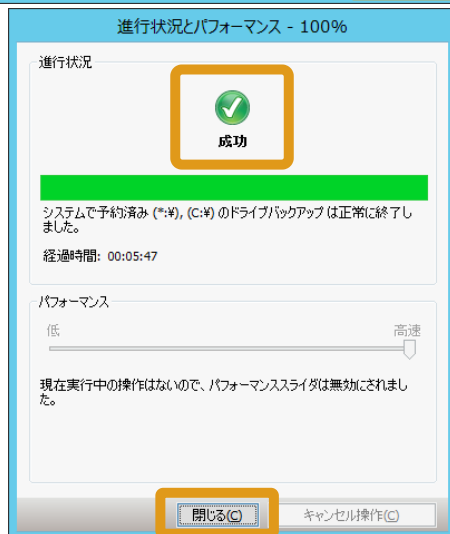 進行状況とパフォーマンス - 100%
進行状況
成功
システムで予約済み (*:¥), (C:¥) のドライブバックアップ は正常に終了し
ました。
経過時間: 00:05:47
パフォーマンス
低 高速
現在実行中の操作はないので、パフォーマンススライダは無効にされまし
た。
閉じる(C) キャンセル操作(C)